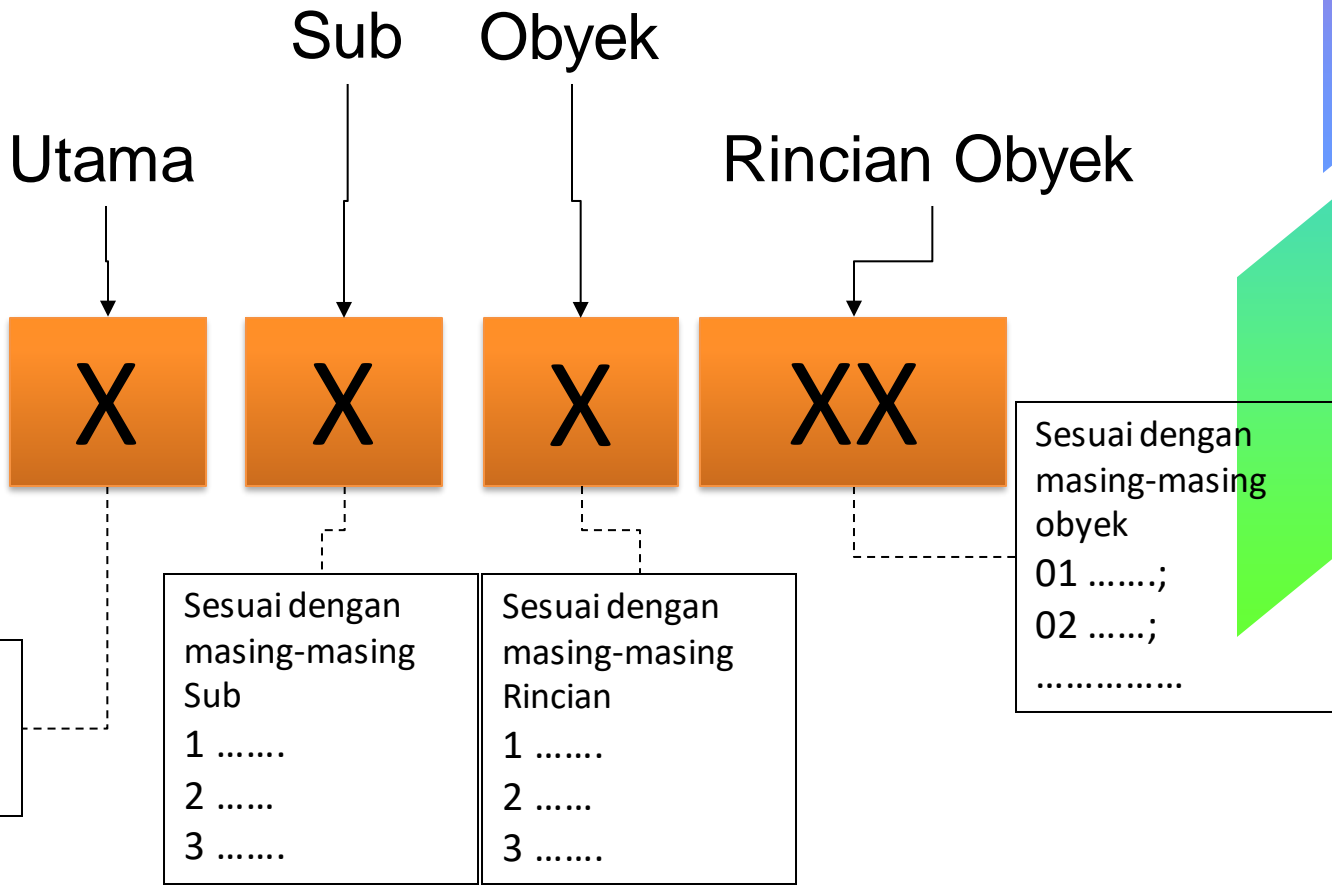 Sub Obyek
Utama Rincian Obyek
X X X XX
Sesuai dengan
masing-masing
obyek
01 …….;
02 ……;
……………
Sesuai dengan
masing-masing
Sub
1 …….
2 ……
3 …….
Sesuai dengan
masing-masing
Rincian
1 …….
2 ……
3 …….